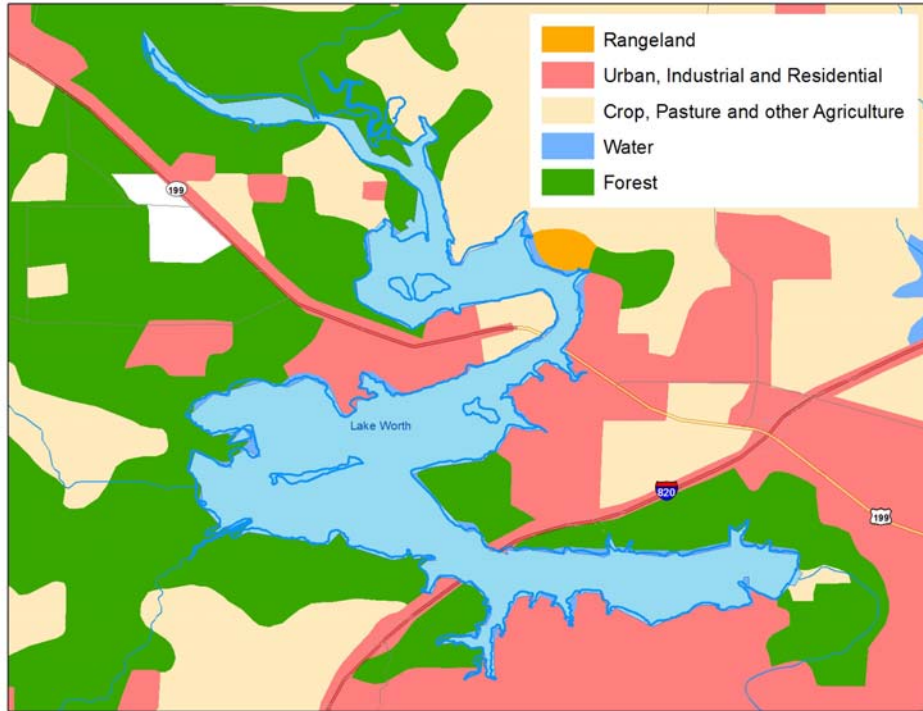 Rangeland
Urban, Industrial and Residential
Crop, Pasture and other Agriculture
Water
Forest
199
Lake Worth
820
199